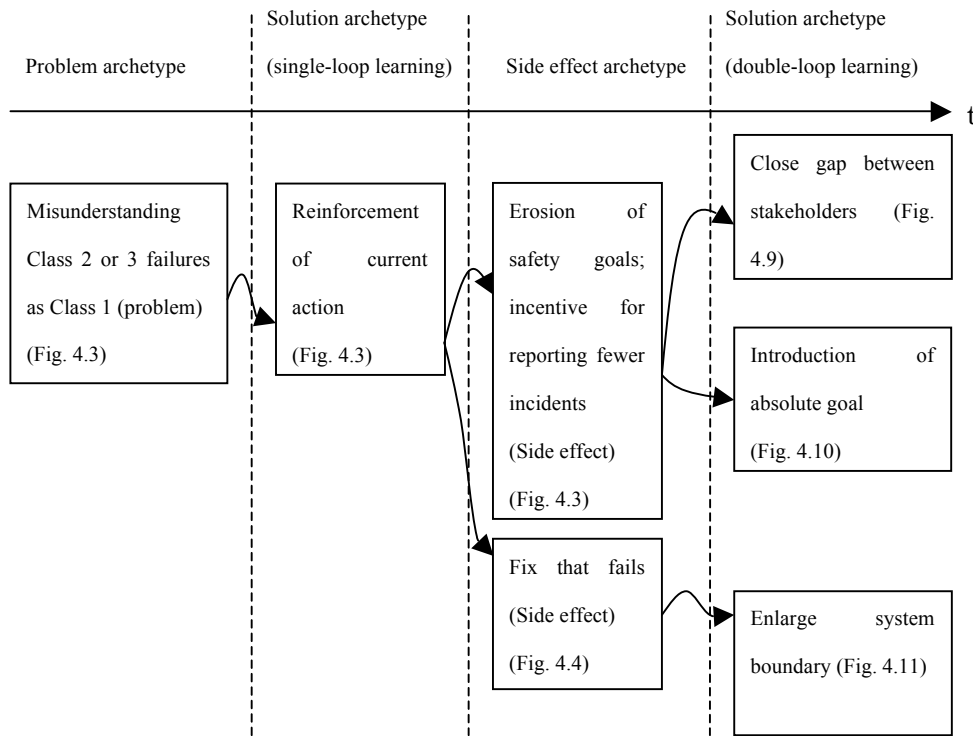 Problem archetype
Solution archetype
(single-loop learning)
Side effect archetype
Solution archetype
(double-loop learning)
t
Misunderstanding
Class 2 or 3 failures
as Class 1 (problem)
(Fig. 4.3)
Reinforcement
of current
action
(Fig. 4.3)
Erosion of
safety goals;
incentive for
reporting fewer
incidents
(Side effect)
(Fig. 4.3)
Fix that fails
(Side effect)
(Fig. 4.4)
Close gap between
stakeholders (Fig.
4.9)
Introduction of
absolute goal
(Fig. 4.10)
Enlarge system
boundary (Fig. 4.11)